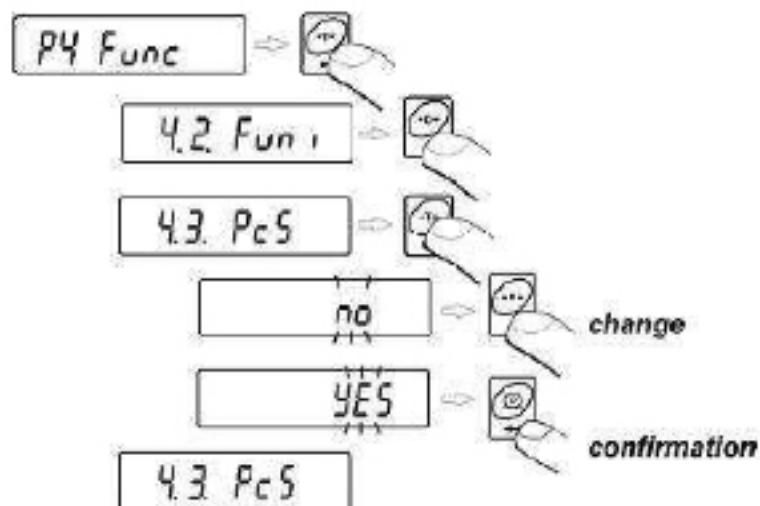 P4 Func
4.2. Fun i
4.3. PcS
no
change
YES
confirmation
4.3. PcS